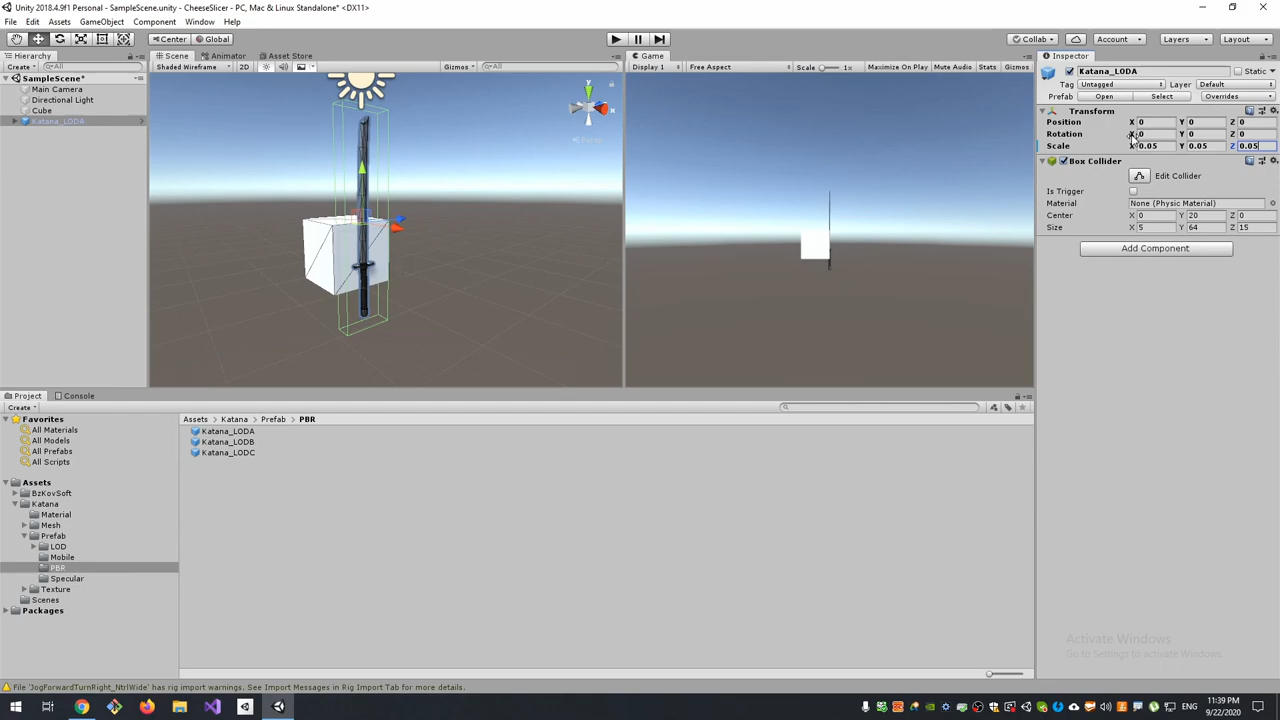 Unity 2018.4.9f1 Personal - SampleScene.unity - CheeseSlicer - PC, Mac & Linux Standalone* <DX11>
File Edit Assets GameObject Component Window Help
Center Global Collab Account Layers Layout
Hierarchy Scene Animator Asset Store Game Inspector
Create All Shaded Wireframe 2D Gizmos All Display 1 Free Aspect Scale 1x Maximize On Play Mute Audio Stats Gizmos
Katana_LODA Static
SampleScene*
Tag Untagged Layer Default
Main Camera
Prefab Open Select Overrides
Directional Light
Cube
Transform
Katana_LODA
Position X 0 Y 0 Z 0
Rotation X 0 Y 0 Z 0
Scale X 0.05 Y 0.05 Z 0.05
Box Collider
Edit Collider
Is Trigger
Material None (Physic Material)
Center X 0 Y 20 Z 0
Size X 5 Y 64 Z 15
Add Component
y
x
Project Console
Create
Favorites
All Materials
All Models
All Prefabs
All Scripts
Assets
BzKovSoft
Katana
Material
Mesh
Prefab
LOD
Mobile
PBR
Specular
Texture
Scenes
Packages
Assets Katana Prefab PBR
Katana_LODA
Katana_LODB
Katana_LODC
Activate Windows
Go to Settings to activate Windows.
File 'JogForwardTurnRight_NtrlWide' has rig import warnings. See Import Messages in Rig Import Tab for more details.
ENG
11:39 PM
9/22/2020